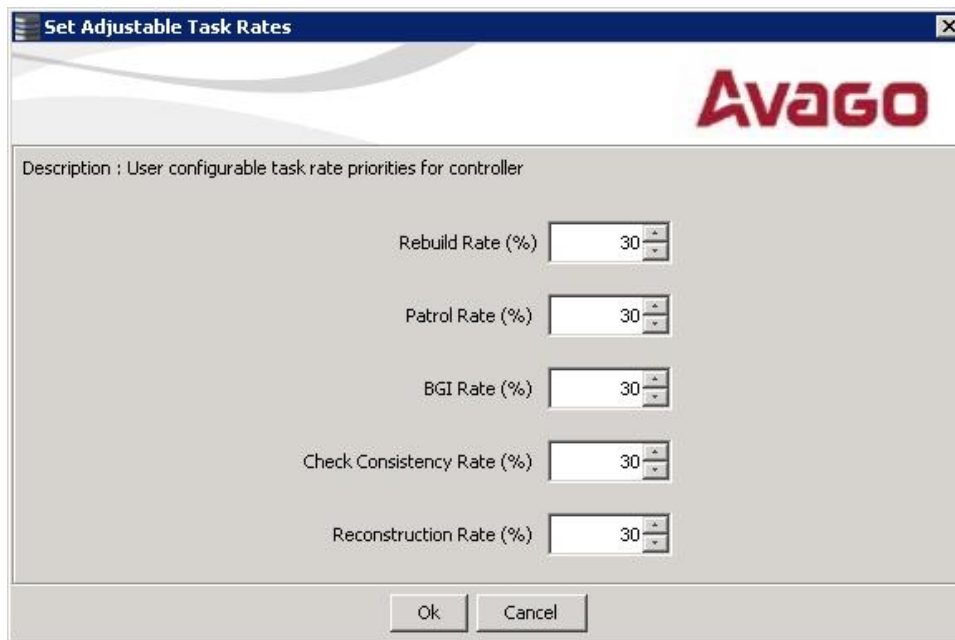 Set Adjustable Task Rates
AVAGO
Description : User configurable task rate priorities for controller
Rebuild Rate (%) 30
Patrol Rate (%) 30
BGI Rate (%) 30
Check Consistency Rate (%) 30
Reconstruction Rate (%) 30
Ok Cancel